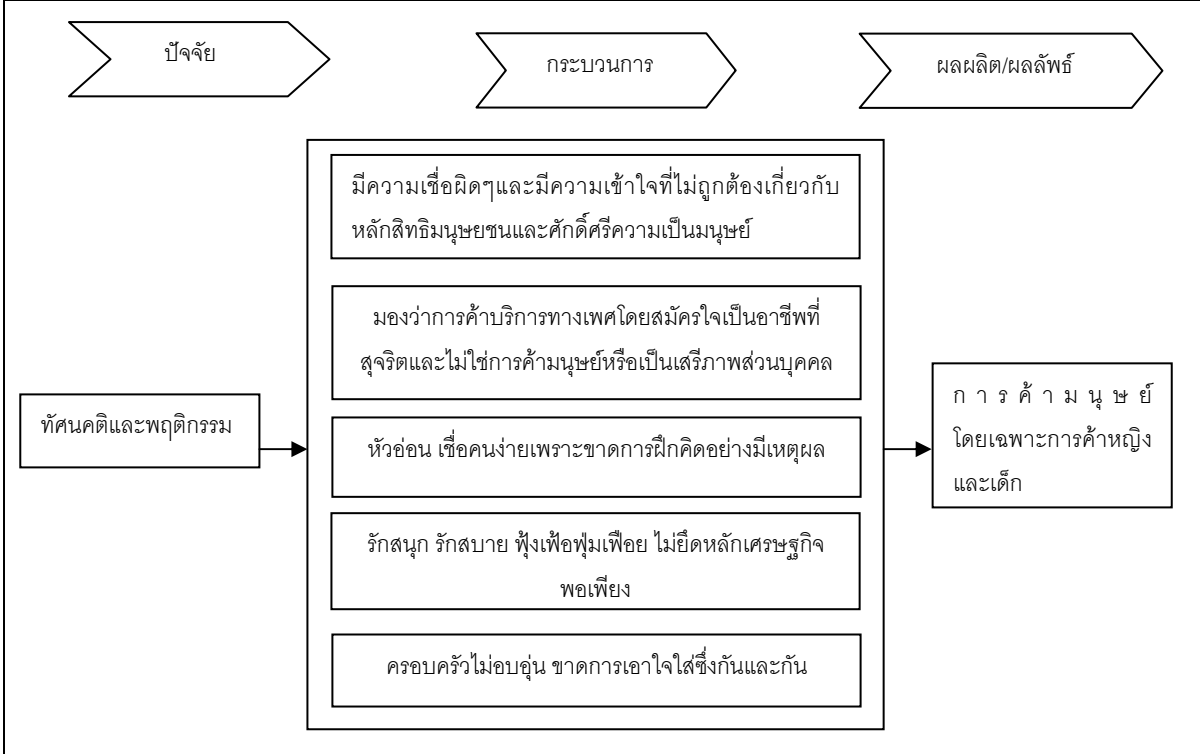 ปัจจัย
กระบวนการ
ผลผลิต/ผลลัพธ์
มีความเชื่อผิดๆและมีความเข้าใจที่ไม่ถูกต้องเกี่ยวกับ
หลักสิทธิมนุษยชนและศักดิ์ศรีความเป็นมนุษย์
มองว่าการค้าบริการทางเพศโดยสมัครใจเป็นอาชีพที่
สุจริตและไม่ใช่การค้ามนุษย์หรือเป็นเสรีภาพส่วนบุคคล
ทัศนคติและพฤติกรรม
หัวอ่อน เชื่อคนง่ายเพราะขาดการฝึกคิดอย่างมีเหตุผล
รักสนุก รักสบาย ฟุ้งเฟ้อฟุ่มเฟือย ไม่ยึดหลักเศรษฐกิจ
พอเพียง
ครอบครัวไม่อบอุ่น ขาดการเอาใจใส่ซึ่งกันและกัน
การค้ามนุษย์
โดยเฉพาะการค้าหญิง
และเด็ก